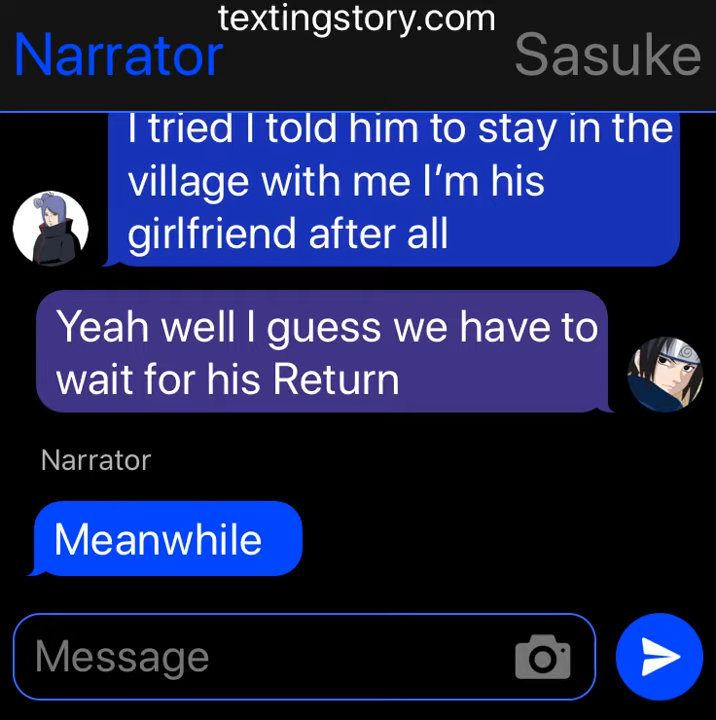 textingstory.com
Narrator Sasuke
I tried I told him to stay in the
village with me I'm his
girlfriend after all
Yeah well I guess we have to
wait for his Return
Narrator
Meanwhile
Message